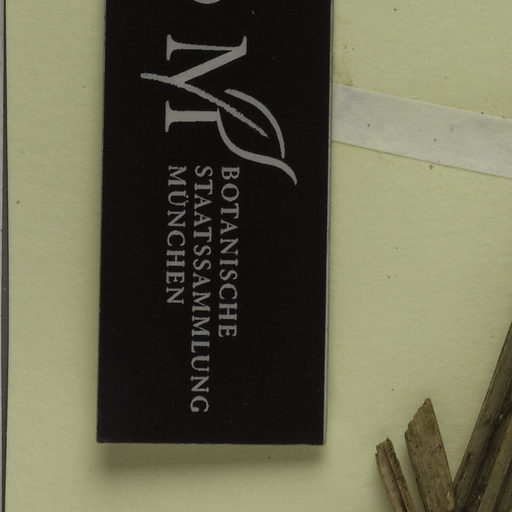 M
BOTANISCHE
STAATSSAMMLUNG
MÜNCHEN